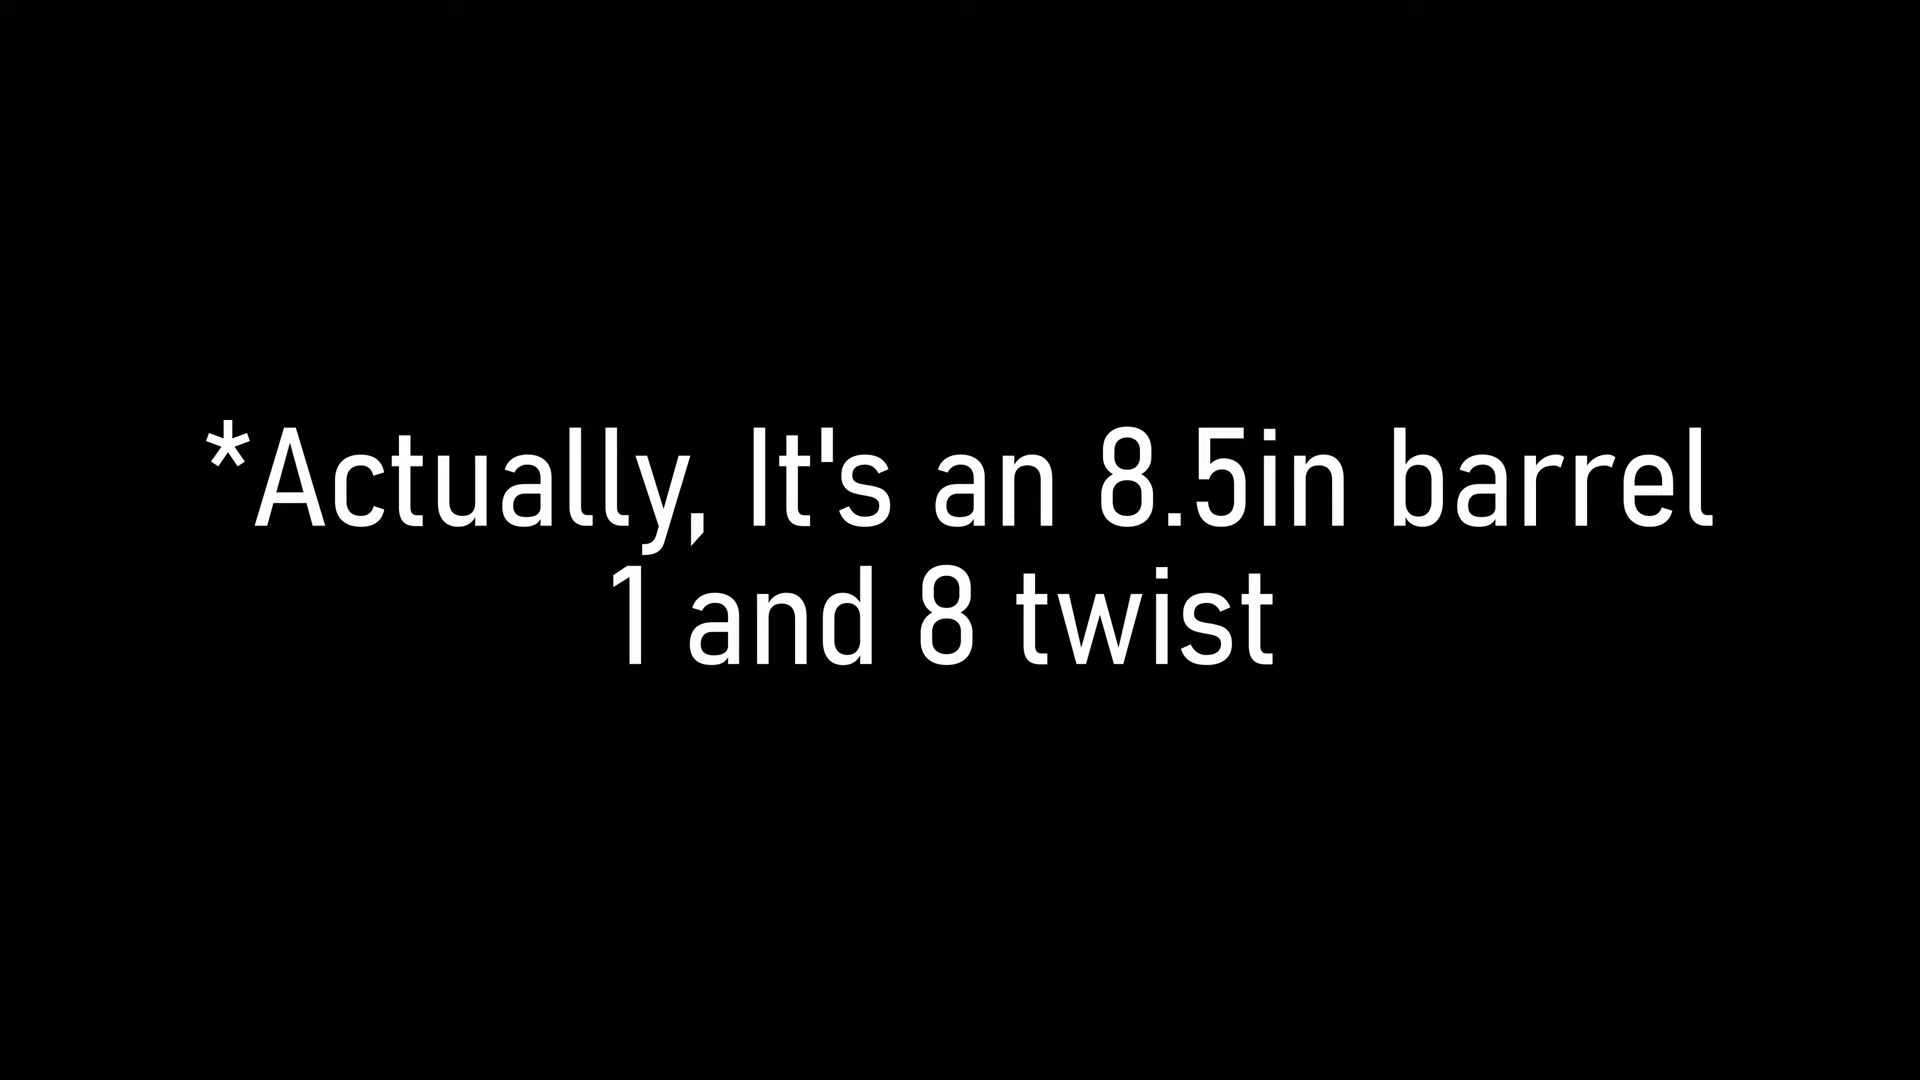 *Actually, It's an 8.5in barrel
1 and 8 twist